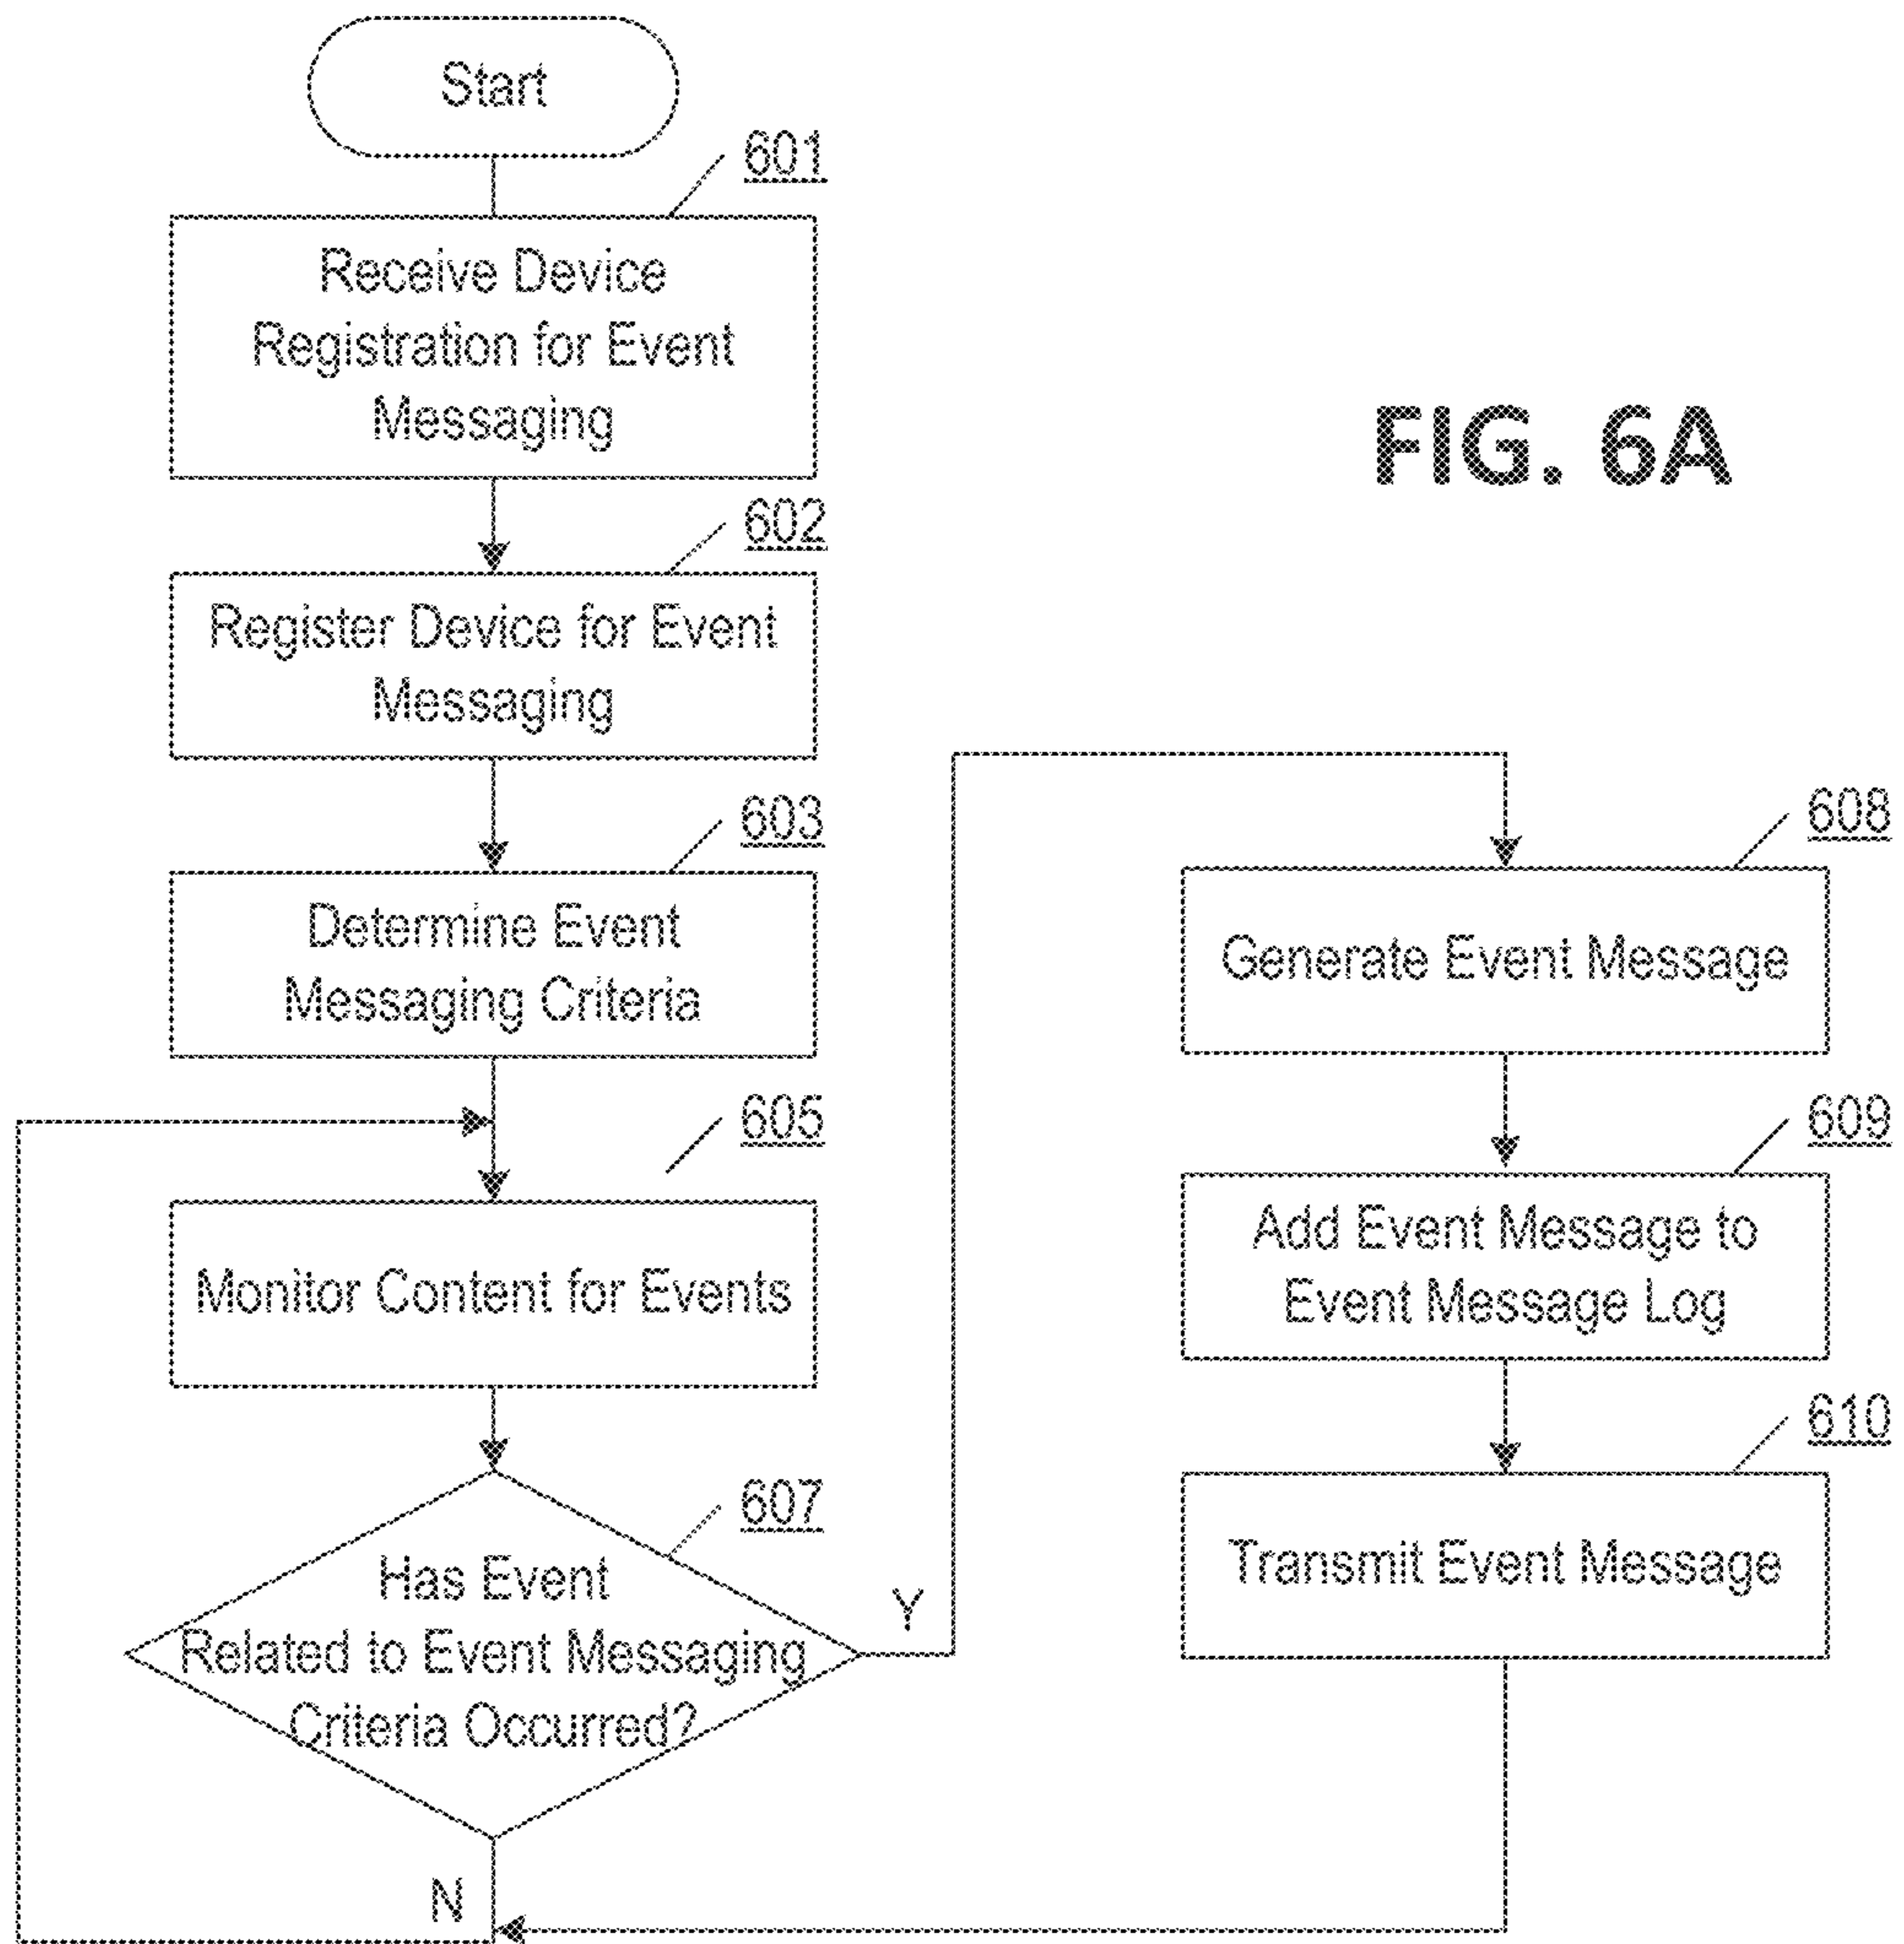 Start
601
Receive Device
Registration for Event
Messaging
FIG. 6A
602
Register Device for Event
Messaging
603
Determine Event
Messaging Criteria
605
Monitor Content for Events
607
Has Event
Related to Event Messaging
Criteria Occurred?
Y
N
608
Generate Event Message
609
Add Event Message to
Event Message Log
610
Transmit Event Message